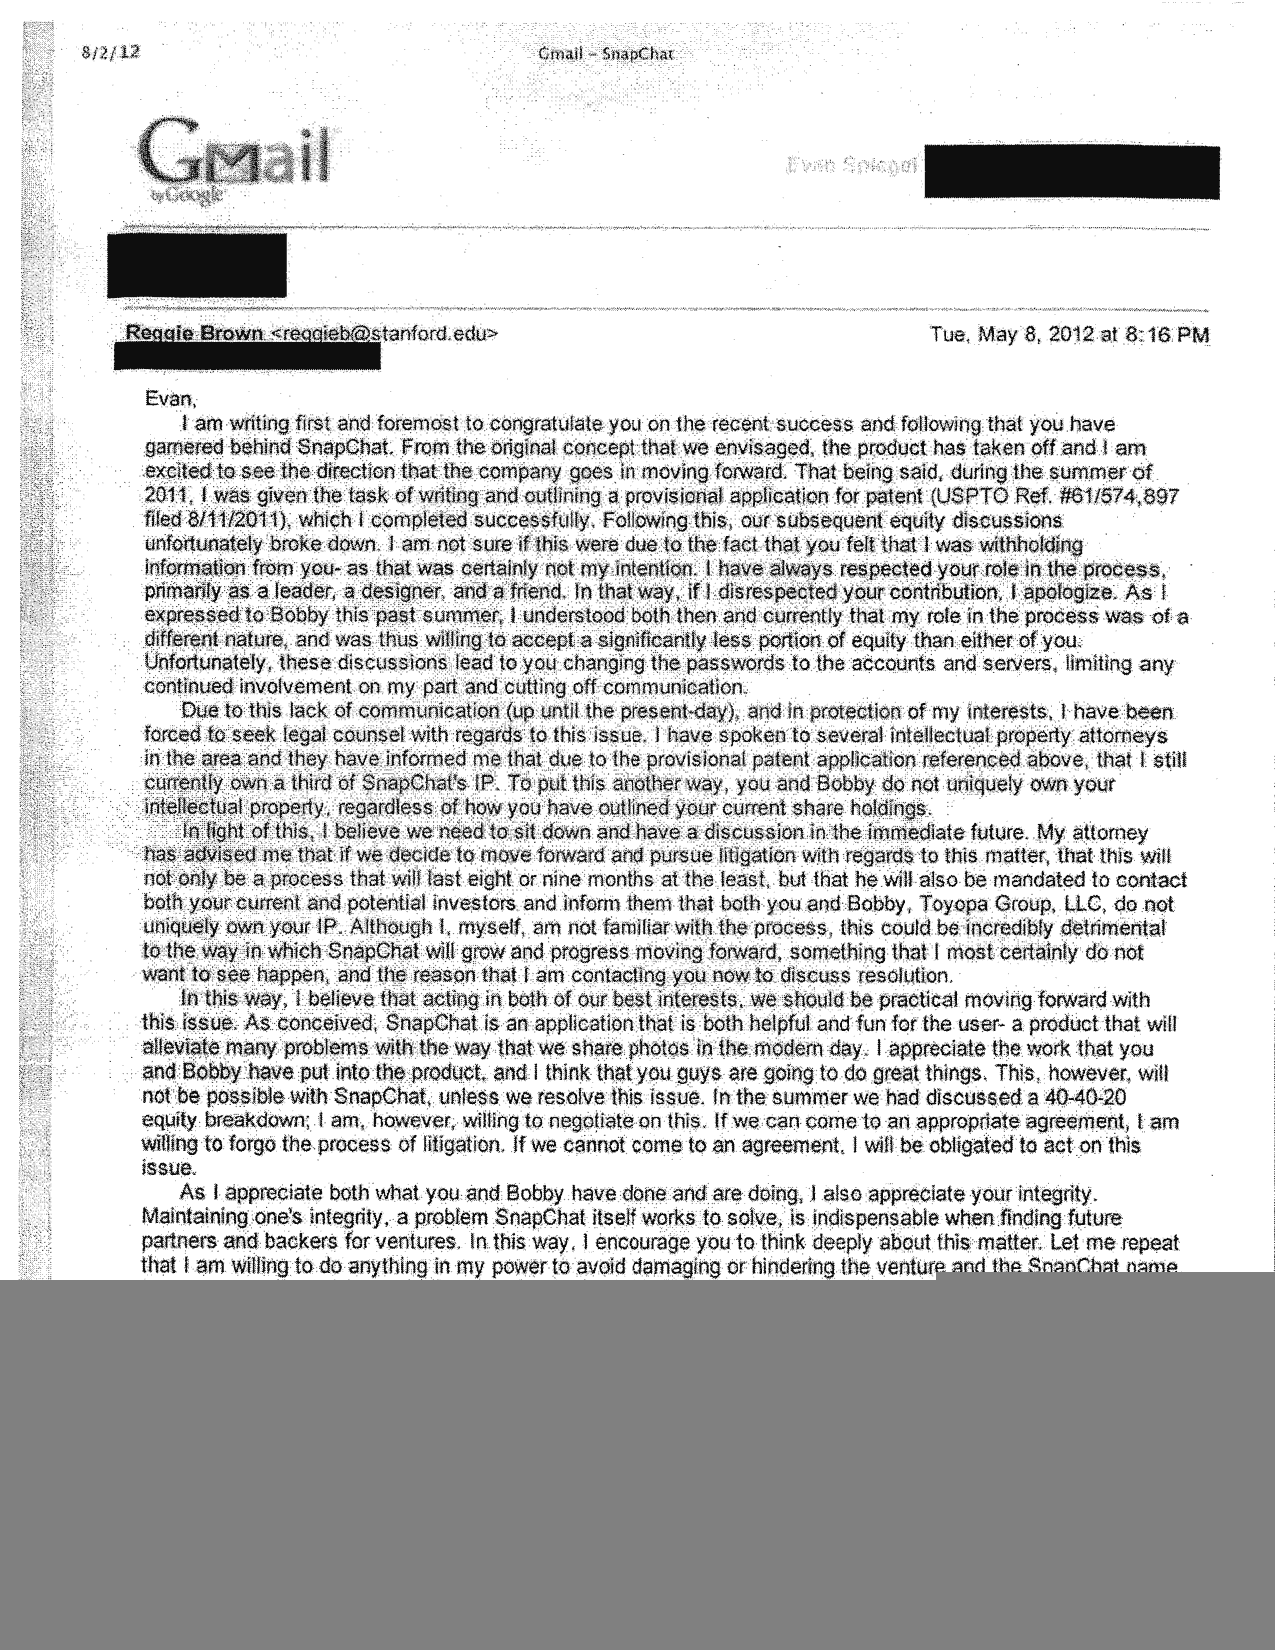 8/2/12
Gmail – SnapChat
Gmail
by Google
Evan Spiegel
Reggie Brown <reggieb@stanford.edu>
Tue, May 8, 2012 at 8:16 PM
Evan,
I am writing first and foremost to congratulate you on the recent success and following that you have
garnered behind SnapChat. From the original concept that we envisaged, the product has taken off and I am
excited to see the direction that the company goes in moving forward. That being said, during the summer of
2011, I was given the task of writing and outlining a provisional application for patent (USPTO Ref. #61/574,897
filed 8/11/2011), which I completed successfully. Following this, our subsequent equity discussions
unfortunately broke down. I am not sure if this were due to the fact that you felt that I was withholding
information from you- as that was certainly not my intention. I have always respected your role in the process,
primarily as a leader, a designer, and a friend. In that way, if I disrespected your contribution, I apologize. As I
expressed to Bobby this past summer, I understood both then and currently that my role in the process was of a
different nature, and was thus willing to accept a significantly less portion of equity than either of you.
Unfortunately, these discussions lead to you changing the passwords to the accounts and servers, limiting any
continued involvement on my part and cutting off communication.
Due to this lack of communication (up until the present-day), and in protection of my interests, I have been
forced to seek legal counsel with regards to this issue. I have spoken to several intellectual property attorneys
in the area and they have informed me that due to the provisional patent application referenced above, that I still
currently own a third of SnapChat's IP. To put this another way, you and Bobby do not uniquely own your
intellectual property, regardless of how you have outlined your current share holdings.
In light of this, I believe we need to sit down and have a discussion in the immediate future. My attorney
has advised me that if we decide to move forward and pursue litigation with regards to this matter, that this will
not only be a process that will last eight or nine months at the least, but that he will also be mandated to contact
both your current and potential investors and inform them that both you and Bobby, Toyopa Group, LLC, do not
uniquely own your IP. Although I, myself, am not familiar with the process, this could be incredibly detrimental
to the way in which SnapChat will grow and progress moving forward, something that I most certainly do not
want to see happen, and the reason that I am contacting you now to discuss resolution.
In this way, I believe that acting in both of our best interests, we should be practical moving forward with
this issue. As conceived, SnapChat is an application that is both helpful and fun for the user- a product that will
alleviate many problems with the way that we share photos in the modern day. I appreciate the work that you
and Bobby have put into the product, and I think that you guys are going to do great things. This, however, will
not be possible with SnapChat, unless we resolve this issue. In the summer we had discussed a 40-40-20
equity breakdown; I am, however, willing to negotiate on this. If we can come to an appropriate agreement, I am
willing to forgo the process of litigation. If we cannot come to an agreement, I will be obligated to act on this
issue.
As I appreciate both what you and Bobby have done and are doing, I also appreciate your integrity.
Maintaining one's integrity, a problem SnapChat itself works to solve, is indispensable when finding future
partners and backers for ventures. In this way, I encourage you to think deeply about this matter. Let me repeat
that I am willing to do anything in my power to avoid damaging or hindering the venture and the SnapChat name